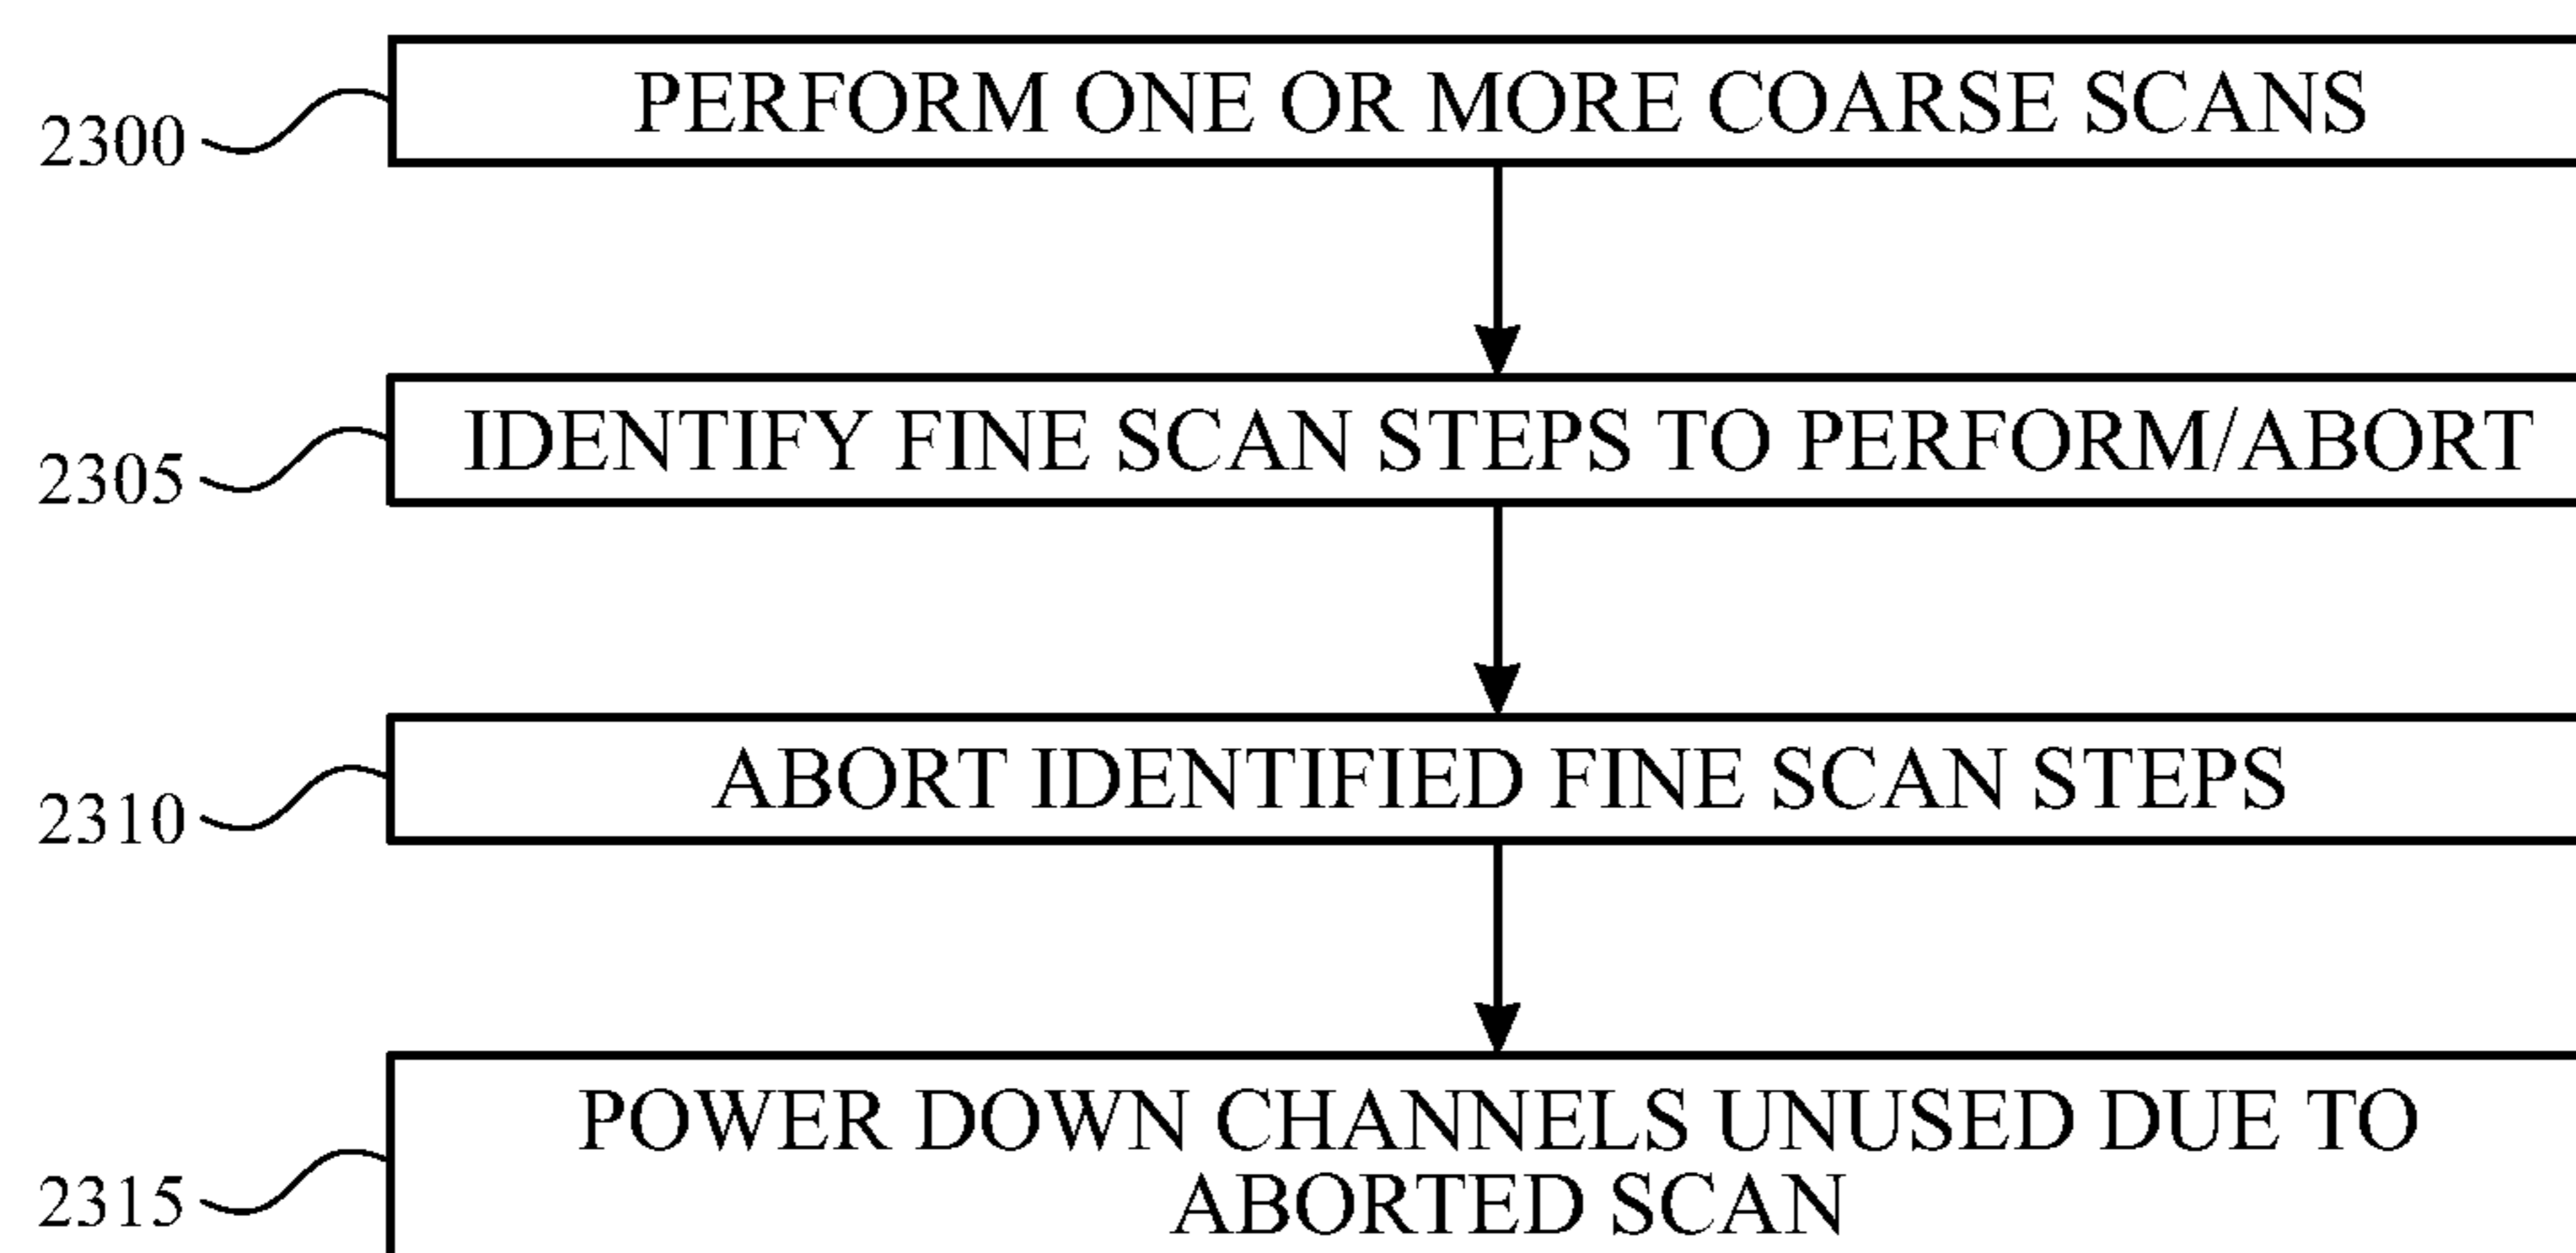 PERFORM ONE OR MORE COARSE SCANS
2300
IDENTIFY FINE SCAN STEPS TO PERFORM/ABORT
2305
ABORT IDENTIFIED FINE SCAN STEPS
2310
POWER DOWN CHANNELS UNUSED DUE TO
ABORTED SCAN
2315